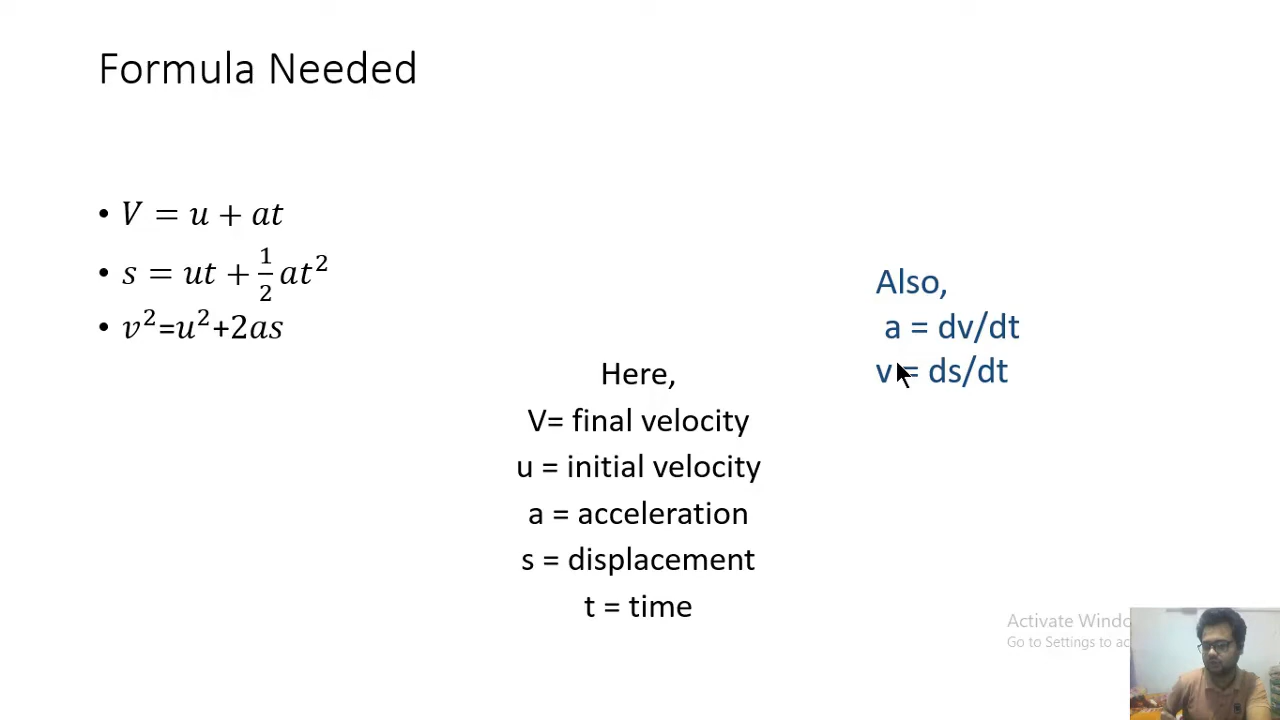 Formula Needed
• V = u + at
• s = ut + 1/2 at²
• v²=u²+2as
Also,
a = dv/dt
v = ds/dt
Here,
V= final velocity
u = initial velocity
a = acceleration
s = displacement
t = time
Activate Windo
Go to Settings to ac